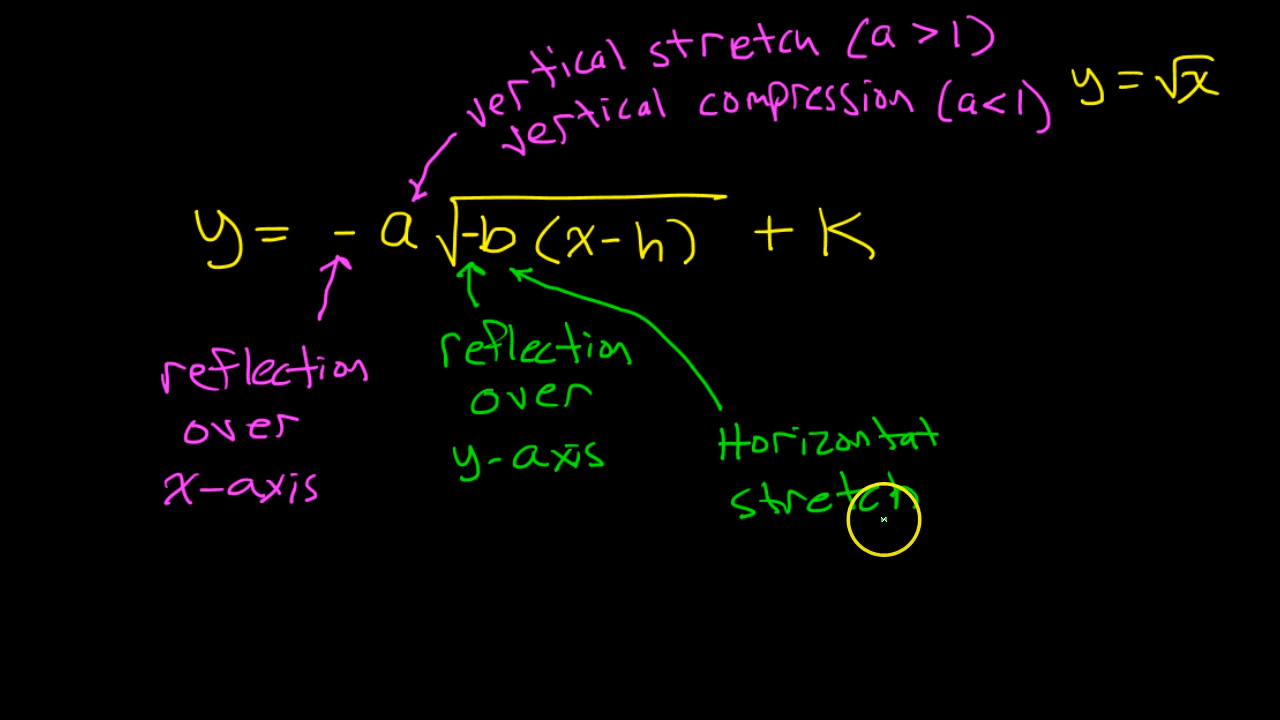 vertical stretch (a > 1)
vertical compression (a < 1)
y = √x
y = - a √-b (x - h) + K
reflection
over
x-axis
reflection
over
y-axis
Horizontal
stretch